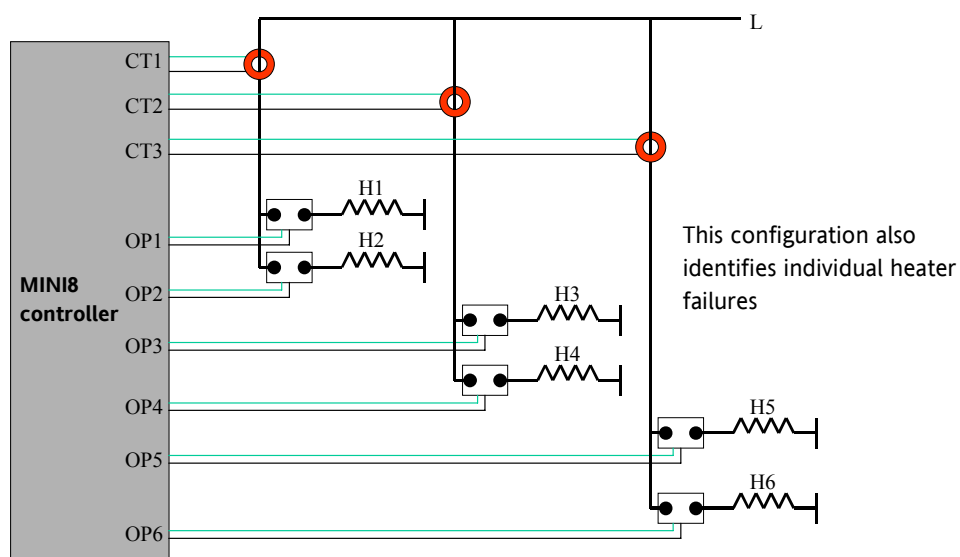 L
CT1
CT2
CT3
H1
OP1
H2
This configuration also
identifies individual heater
failures
MINI8
controller
OP2
H3
OP3
H4
OP4
H5
OP5
H6
OP6